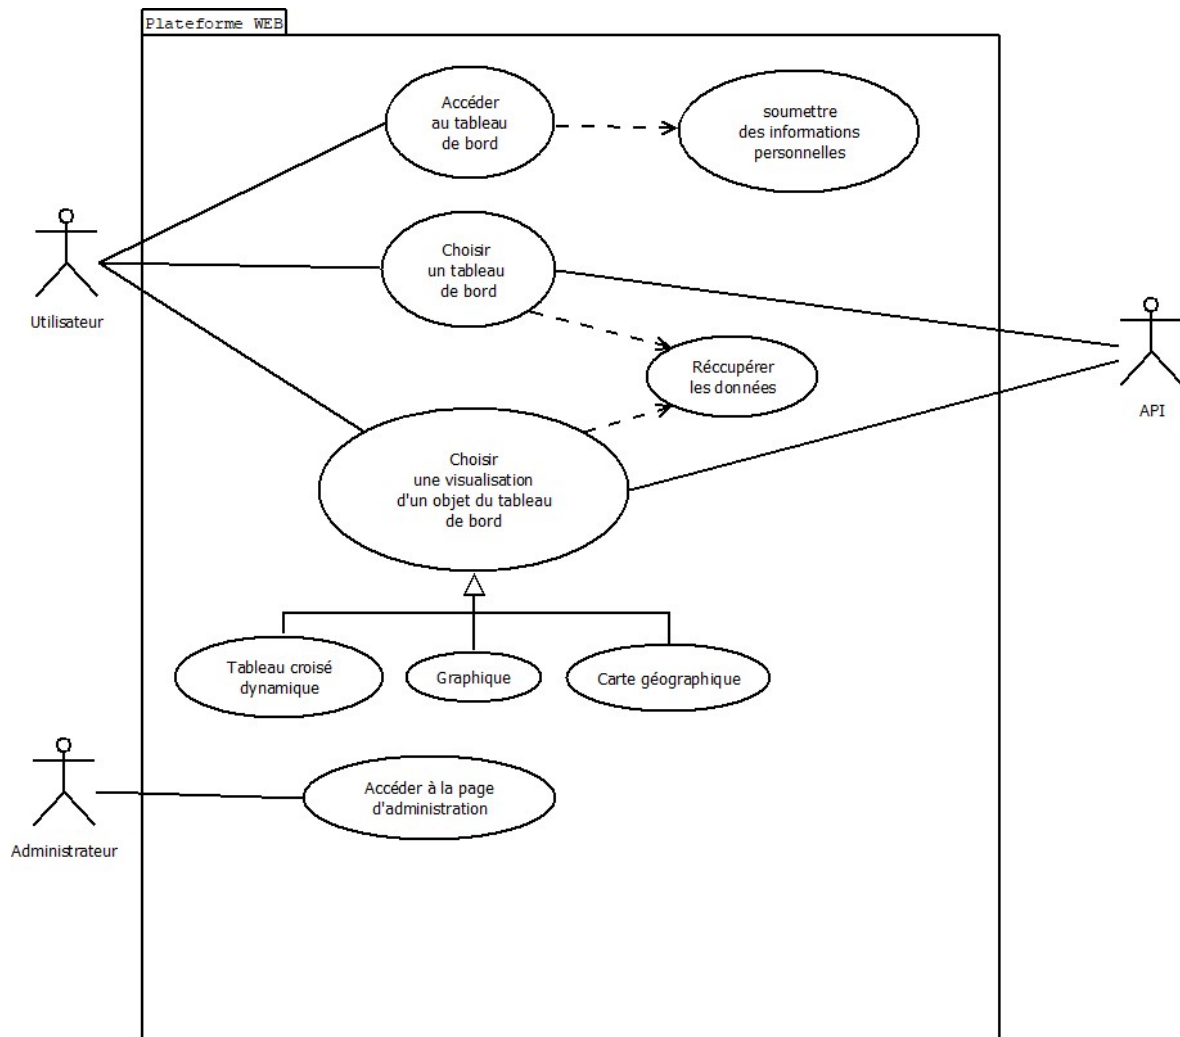 Plateforme WEB
Accéder
au tableau
de bord
soumettre
des informations
personnelles
Choisir
un tableau
de bord
Utilisateur
Réccupérer
les données
API
Choisir
une visualisation
d'un objet du tableau
de bord
Tableau croisé
dynamique
Graphique
Carte géographique
Accéder à la page
d'administration
Administrateur